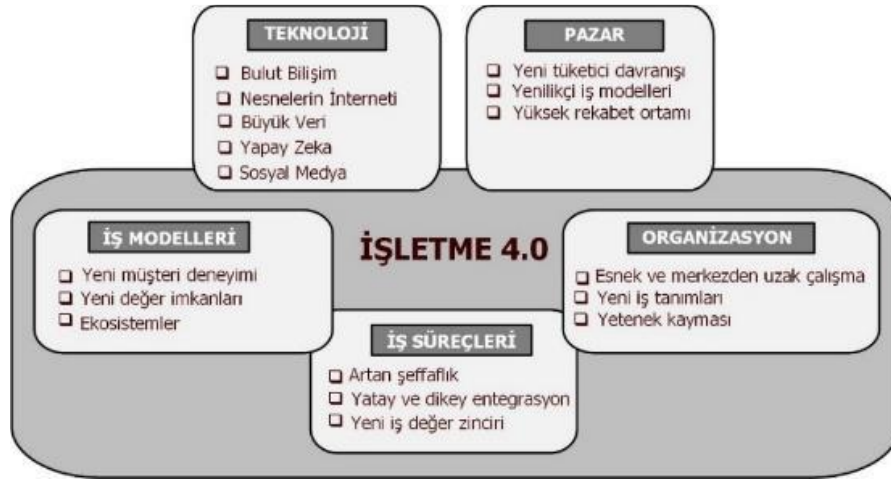 TEKNOLOJİ
❑ Bulut Bilişim
❑ Nesnelerin İnterneti
❑ Büyük Veri
❑ Yapay Zeka
❑ Sosyal Medya
PAZAR
❑ Yeni tüketici davranışı
❑ Yenilikçi iş modelleri
❑ Yüksek rekabet ortamı
İŞLETME 4.0
İŞ MODELLERİ
❑ Yeni müşteri deneyimi
❑ Yeni değer imkanları
❑ Ekosistemler
ORGANİZASYON
❑ Esnek ve merkezden uzak çalışma
❑ Yeni iş tanımları
❑ Yetenek kayması
İŞ SÜREÇLERİ
❑ Artan şeffaflık
❑ Yatay ve dikey entegrasyon
❑ Yeni iş değer zinciri